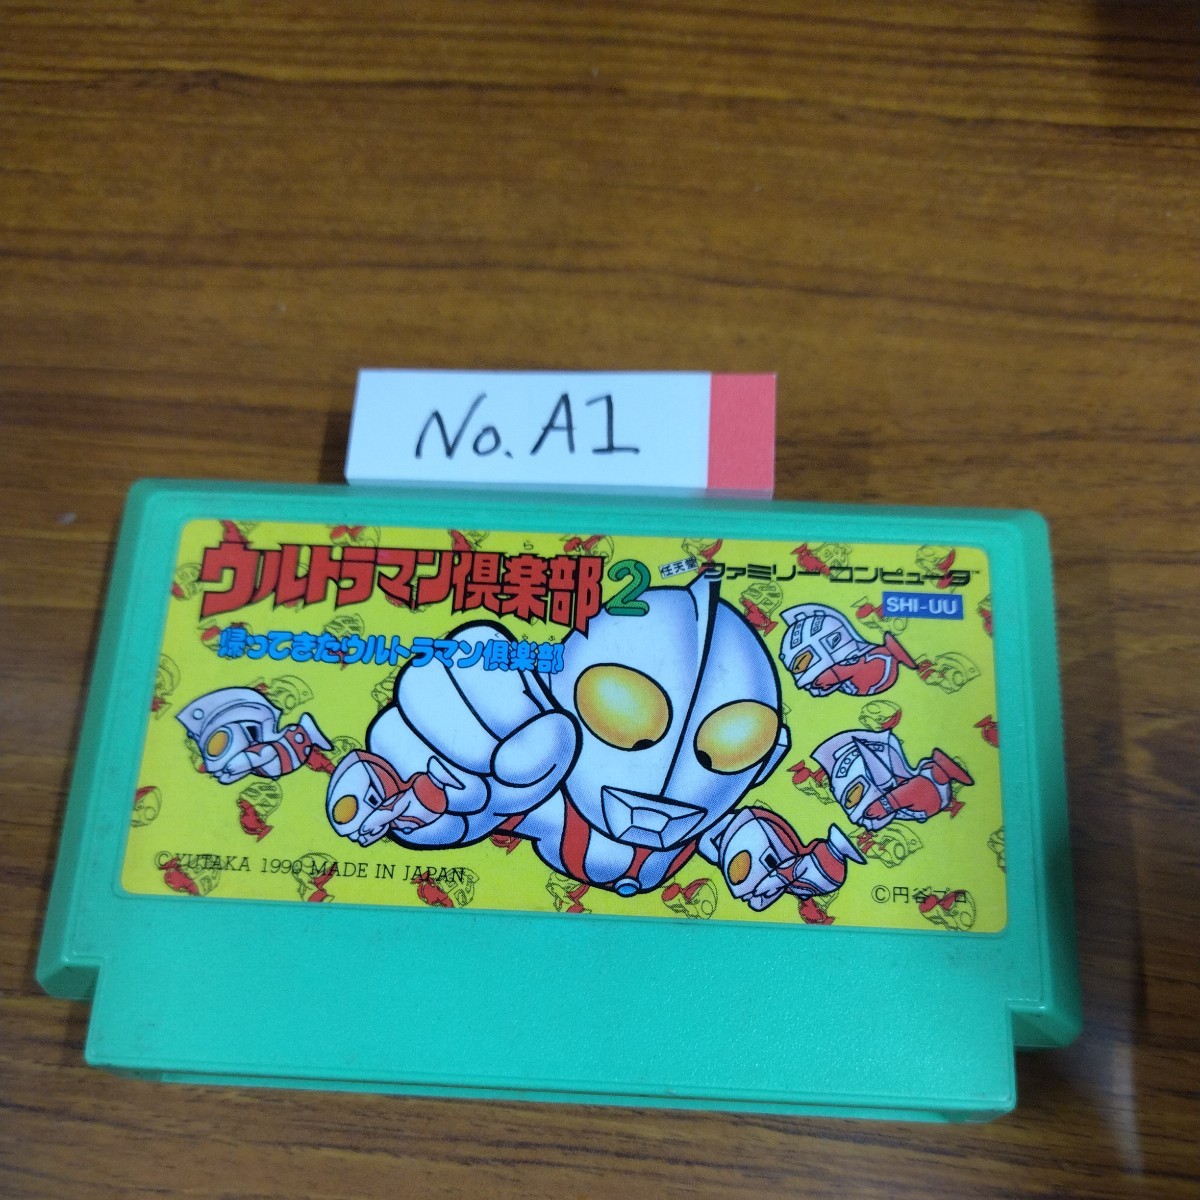 No. A1
ウルトラマン倶楽部2
任天堂 ファミリーコンピュータ™
SHI-UU
帰ってきたウルトラマン倶楽部
©YUTAKA 1990 MADE IN JAPAN
©円谷プロ